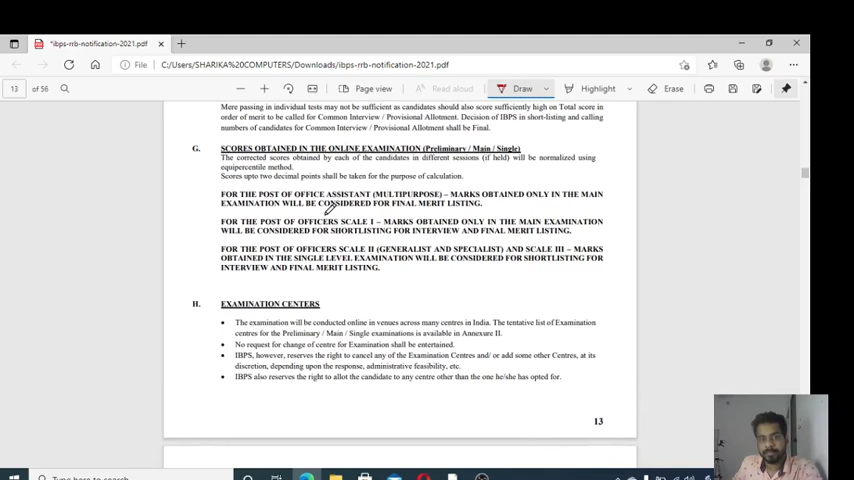 *ibps-rrb-notification-2021.pdf
File C:/Users/SHARIKA%20COMPUTERS/Downloads/ibps-rrb-notification-2021.pdf
13 of 56 Page view Read aloud Draw Highlight Erase
Mere passing in individual tests may not be sufficient as candidates should also score sufficiently high on Total score in
order of merit to be called for Common Interview / Provisional Allotment. Decision of IBPS in short-listing and calling
numbers of candidates for Common Interview / Provisional Allotment shall be Final.
G. SCORES OBTAINED IN THE ONLINE EXAMINATION (Preliminary / Main / Single)
The corrected scores obtained by each of the candidates in different sessions (if held) will be normalized using
equipercentile method.
Scores upto two decimal points shall be taken for the purpose of calculation.
FOR THE POST OF OFFICE ASSISTANT (MULTIPURPOSE) – MARKS OBTAINED ONLY IN THE MAIN
EXAMINATION WILL BE CONSIDERED FOR FINAL MERIT LISTING.
FOR THE POST OF OFFICERS SCALE I – MARKS OBTAINED ONLY IN THE MAIN EXAMINATION
WILL BE CONSIDERED FOR SHORTLISTING FOR INTERVIEW AND FINAL MERIT LISTING.
FOR THE POST OF OFFICERS SCALE II (GENERALIST AND SPECIALIST) AND SCALE III – MARKS
OBTAINED IN THE SINGLE LEVEL EXAMINATION WILL BE CONSIDERED FOR SHORTLISTING FOR
INTERVIEW AND FINAL MERIT LISTING.
H. EXAMINATION CENTERS
• The examination will be conducted online in venues across many centres in India. The tentative list of Examination
centres for the Preliminary / Main / Single examinations is available in Annexure II.
• No request for change of centre for Examination shall be entertained.
• IBPS, however, reserves the right to cancel any of the Examination Centres and/ or add some other Centres, at its
discretion, depending upon the response, administrative feasibility, etc.
• IBPS also reserves the right to allot the candidate to any centre other than the one he/she has opted for.
13
Type here to search